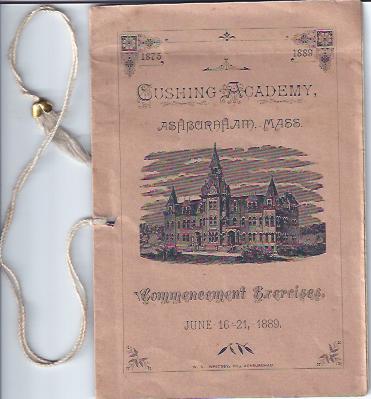 1875 1889
CUSHING ACADEMY,
ASHBURNHAM, MASS.
Commencement Exercises.
JUNE 16-21, 1889.